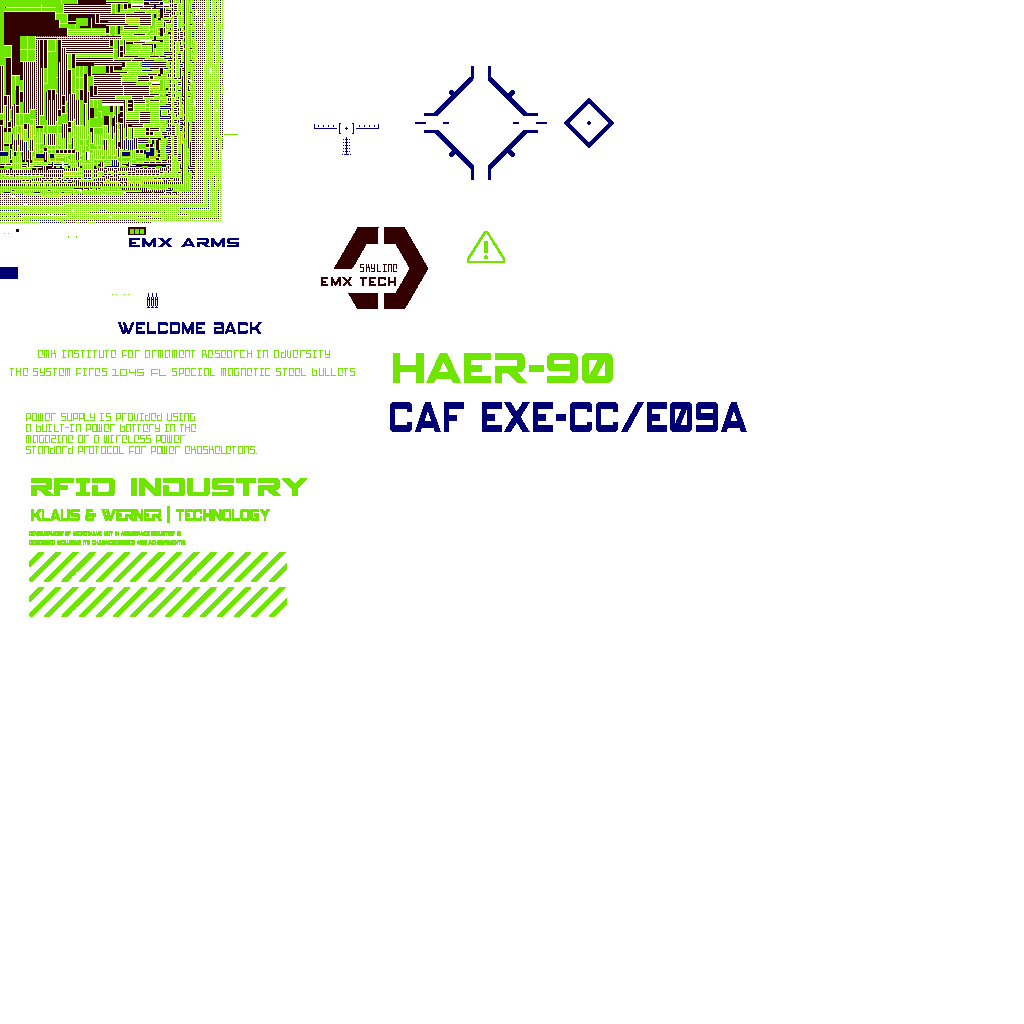 EMX ARMS
SKYLINE
EMX TECH
WELCOME BACK
EMX INSTITUTE FOR ARMAMENT RESEARCH IN ADVERSITY
THE SYSTEM FIRES 1045 FL SPECIAL MAGNETIC STEEL BULLETS
HAER-90
CAF EXE-CC/E09A
POWER SUPPLY IS PROVIDED USING
A BUILT-IN POWER BATTERY IN THE
MAGAZINE OR A WIRELESS POWER
STANDARD PROTOCOL FOR POWER EXOSKELETONS.
RFID INDUSTRY
KLAUS & WERNER | TECHNOLOGY